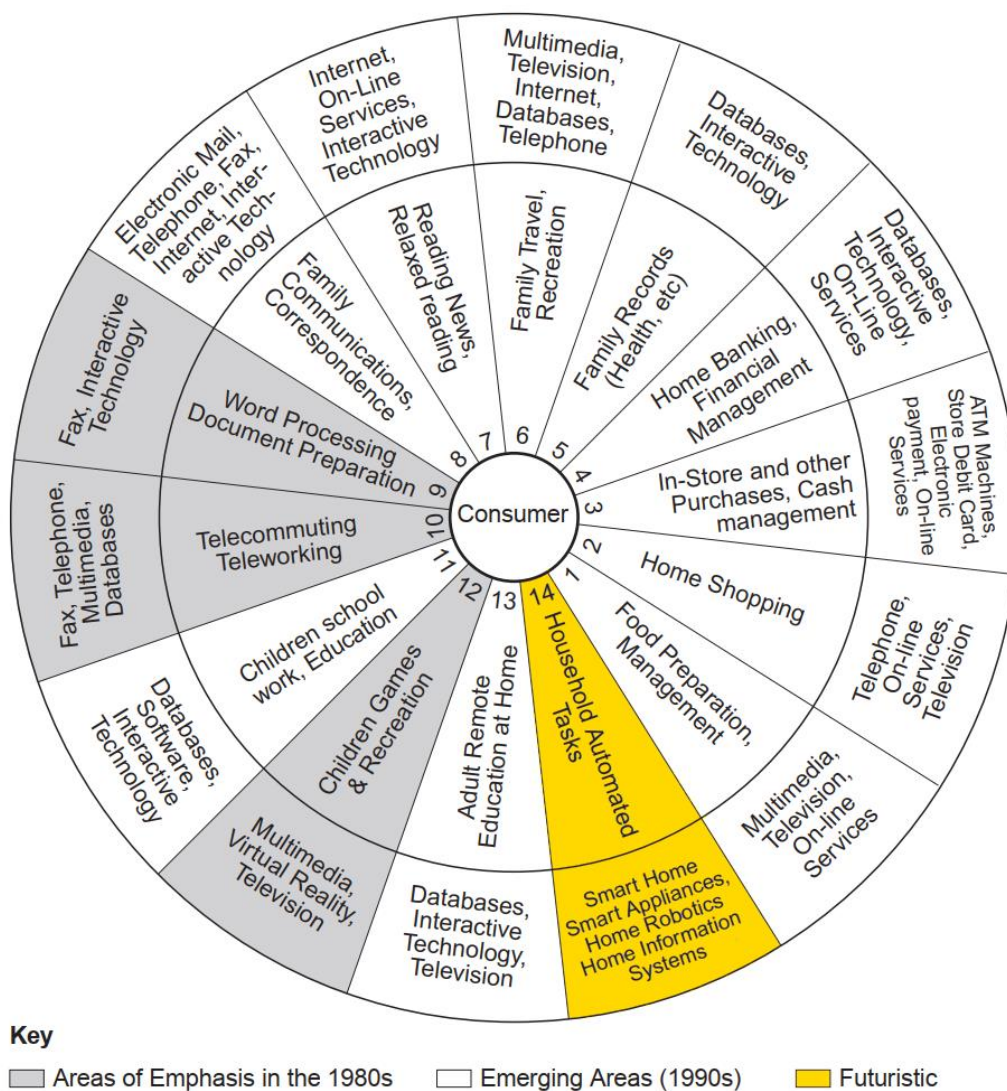 Consumer
1
Food Preparation,
Management
Multimedia,
Television,
On-line
Services
2
Home Shopping
Telephone,
On-line
Services,
Television
3
In-Store and other
Purchases, Cash
management
ATM Machines,
Store Debit Card,
Electronic
payment, On-line
Services
4
Home Banking,
Financial
Management
Databases,
Interactive
Technology,
On-Line
Services
5
Family Records
(Health, etc)
Databases,
Interactive
Technology
6
Family Travel,
Recreation
Multimedia,
Television,
Internet,
Databases,
Telephone
7
Reading News,
Relaxed reading
Internet,
On-Line
Services,
Interactive
Technology
8
Family
Communications,
Correspondence
Electronic Mail,
Telephone, Fax,
Internet, Inter-
active Tech-
nology
9
Word Processing
Document Preparation
Fax, Interactive
Technology
10
Telecommuting
Teleworking
Fax, Telephone,
Multimedia,
Databases
11
Children school
work, Education
Databases,
Software,
Interactive
Technology
12
Children Games
& Recreation
Multimedia,
Virtual Reality,
Television
13
Adult Remote
Education at Home
Databases,
Interactive
Technology,
Television
14
Household Automated
Tasks
Smart Home
Smart Appliances,
Home Robotics
Home Information
Systems
Key
Areas of Emphasis in the 1980s
Emerging Areas (1990s)
Futuristic